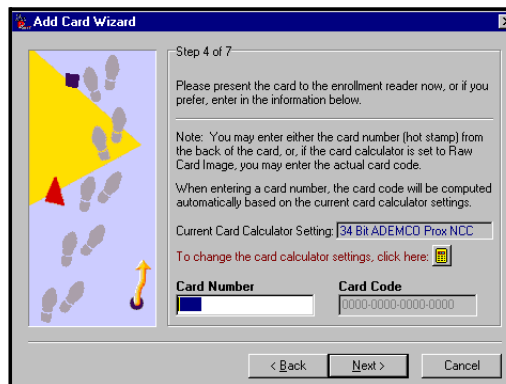 Add Card Wizard
Step 4 of 7
Please present the card to the enrollment reader now, or if you
prefer, enter in the information below.
Note: You may enter either the card number (hot stamp) from
the back of the card, or, if the card calculator is set to Raw
Card Image, you may enter the actual card code.
When entering a card number, the card code will be computed
automatically based on the current card calculator settings.
Current Card Calculator Setting: 34 Bit ADEMCO Prox NCC
To change the card calculator settings, click here:
Card Number Card Code
0000-0000-0000-0000
< Back Next > Cancel